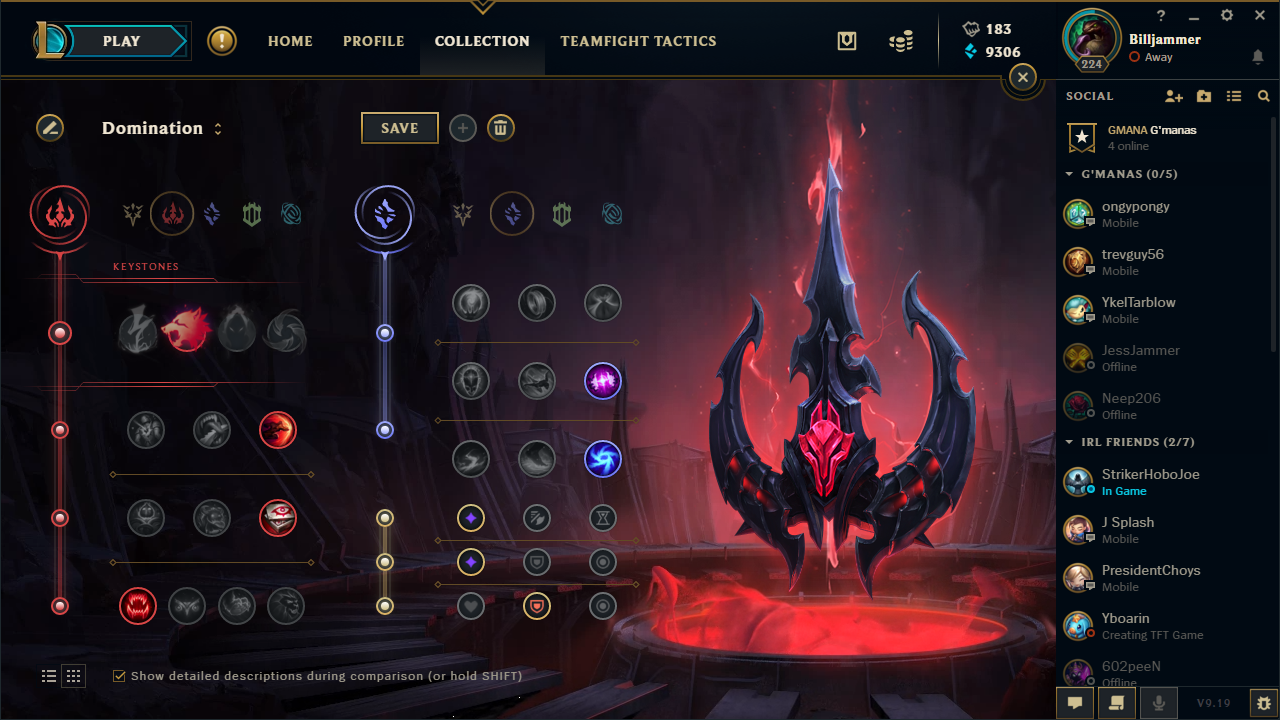 PLAY
HOME
PROFILE
COLLECTION
TEAMFIGHT TACTICS
183
9306
?
224
Billjammer
Away
Domination
SAVE
KEYSTONES
Show detailed descriptions during comparison (or hold SHIFT)
SOCIAL
GMANA G'manas
4 online
G'MANAS (0/5)
ongypongy
Mobile
trevguy56
Mobile
YkelTarblow
Mobile
JessJammer
Offline
Neep206
Offline
IRL FRIENDS (2/7)
StrikerHoboJoe
In Game
J Splash
Mobile
PresidentChoys
Mobile
Yboarin
Creating TFT Game
602peeN
Offline
V9.19